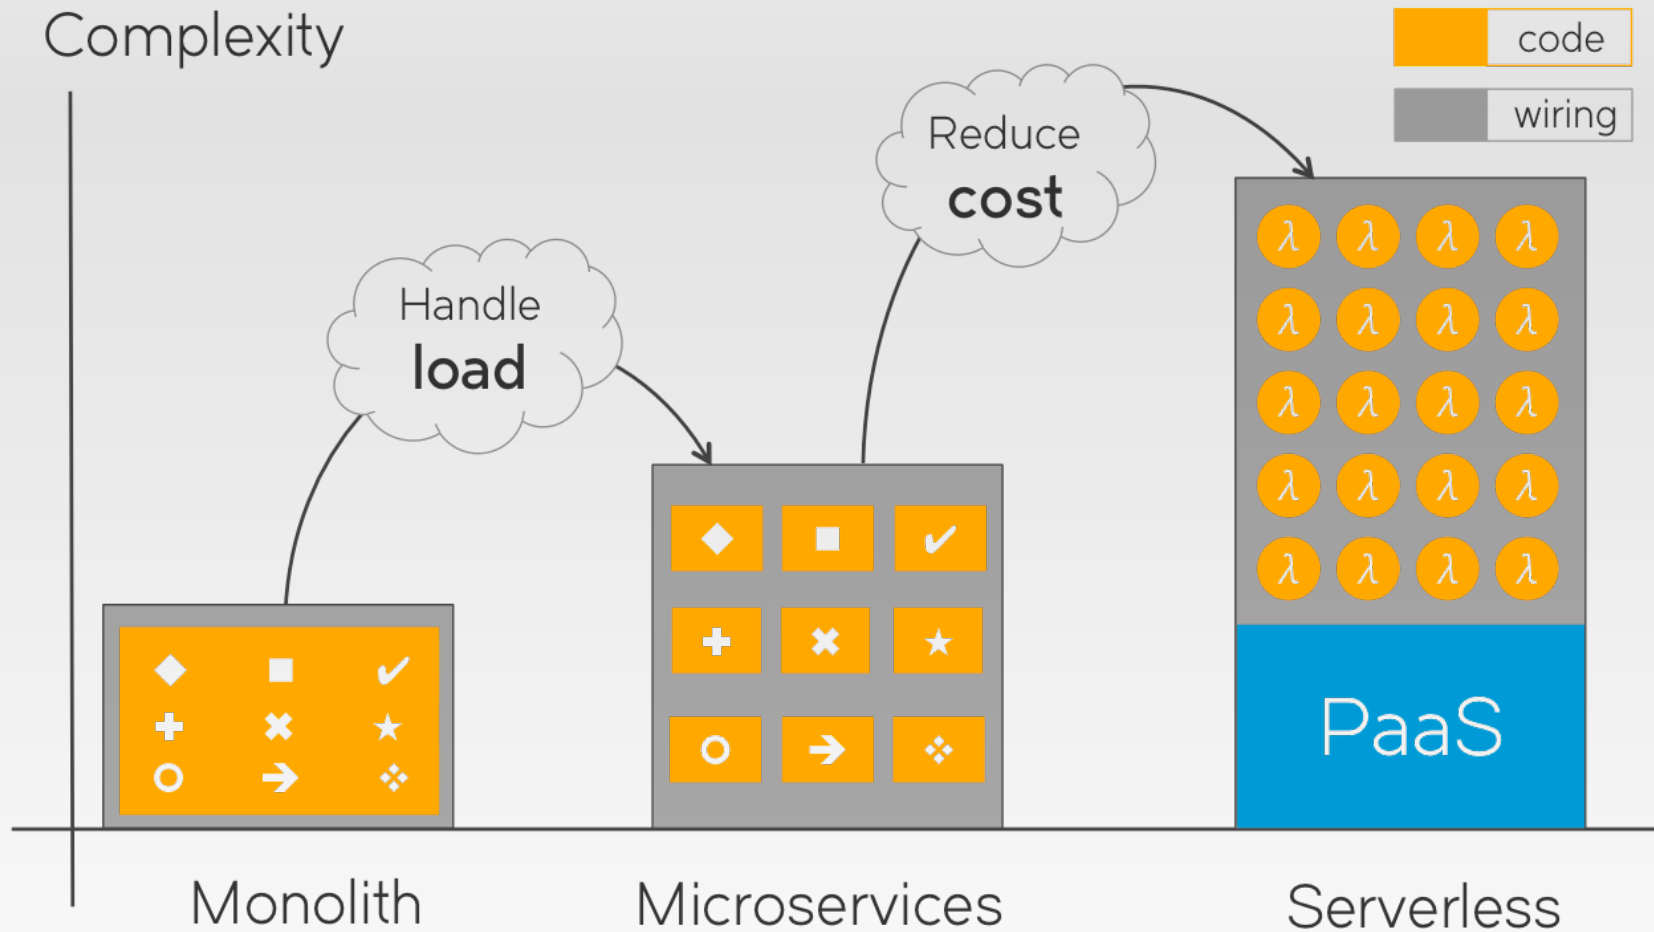 Complexity
code
wiring
Reduce
cost
Handle
load
λ λ λ λ
λ λ λ λ
λ λ λ λ
λ λ λ λ
λ λ λ λ
PaaS
Monolith
Microservices
Serverless